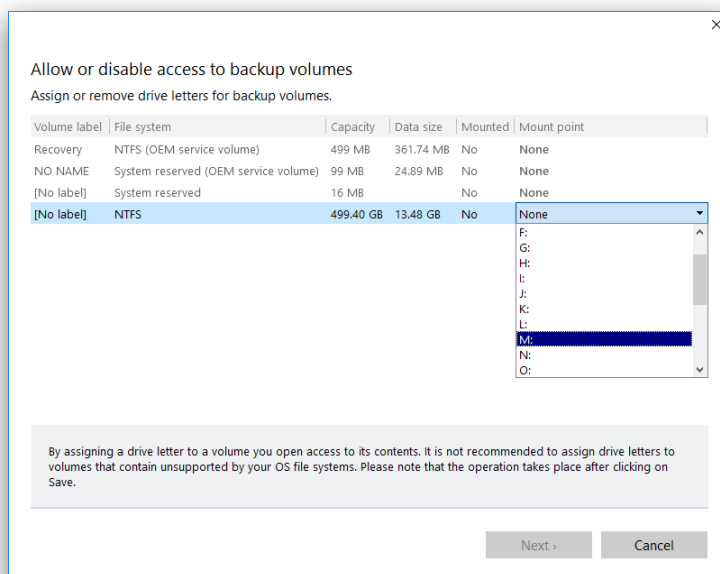 Allow or disable access to backup volumes
Assign or remove drive letters for backup volumes.
Volume label File system Capacity Data size Mounted Mount point
Recovery NTFS (OEM service volume) 499 MB 361.74 MB No None
NO NAME System reserved (OEM service volume) 99 MB 24.89 MB No None
[No label] System reserved 16 MB No None
[No label] NTFS 499.40 GB 13.48 GB No None
F:
G:
H:
I:
J:
K:
L:
M:
N:
O:
By assigning a drive letter to a volume you open access to its contents. It is not recommended to assign drive letters to
volumes that contain unsupported by your OS file systems. Please note that the operation takes place after clicking on
Save.
Next › Cancel